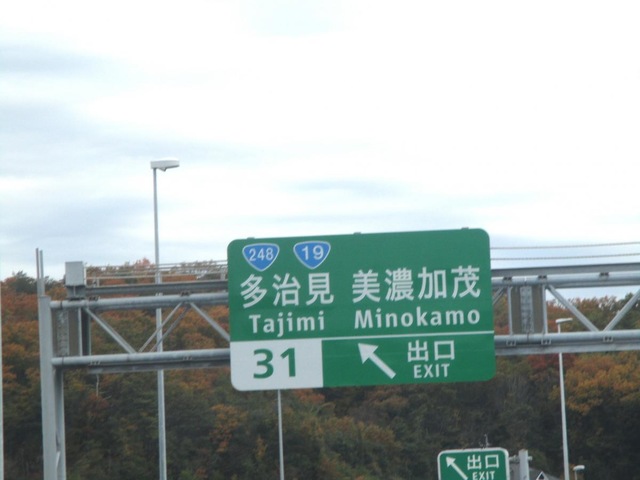 248 19
多治見 美濃加茂
Tajimi Minokamo
31 出口
EXIT
出口
EXIT